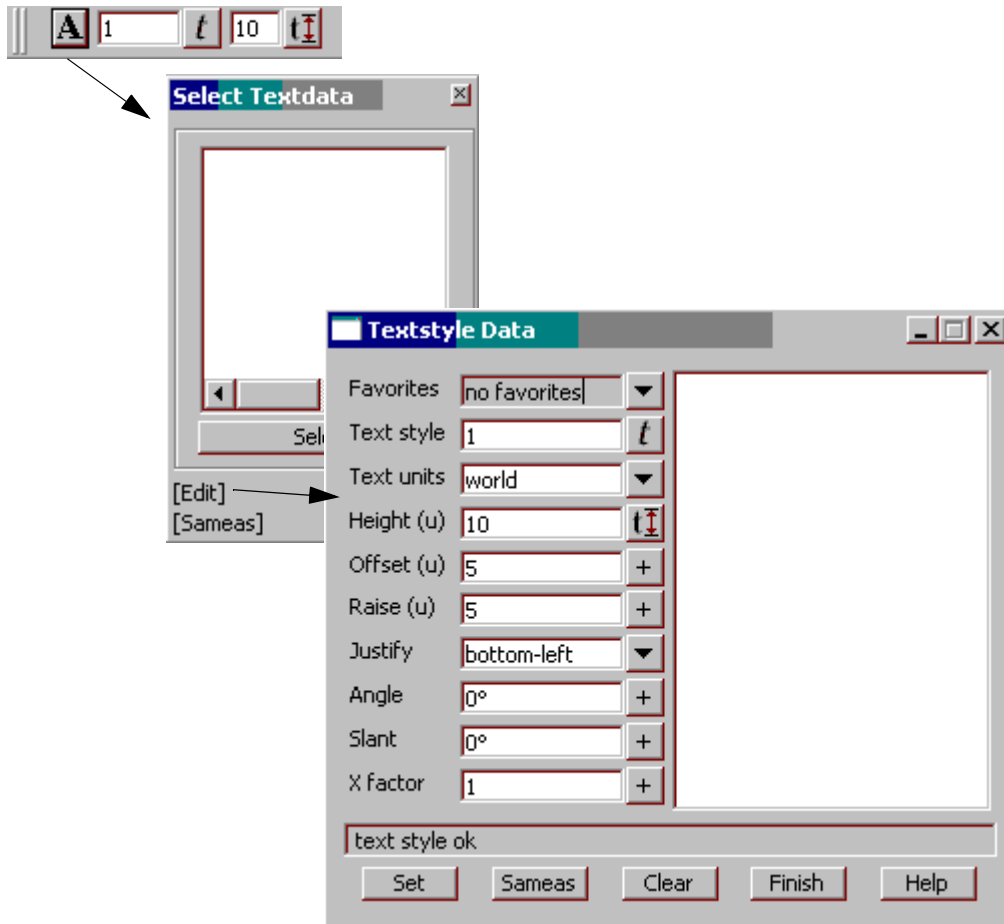 A 1 t 10 t
Select Textdata
Textstyle Data
Favorites no favorites
Text style 1 t
Text units world
Height (u) 10 t
Offset (u) 5 +
Raise (u) 5 +
Justify bottom-left
Angle 0° +
Slant 0° +
X factor 1 +
Sel
[Edit]
[Sameas]
text style ok
Set Sameas Clear Finish Help